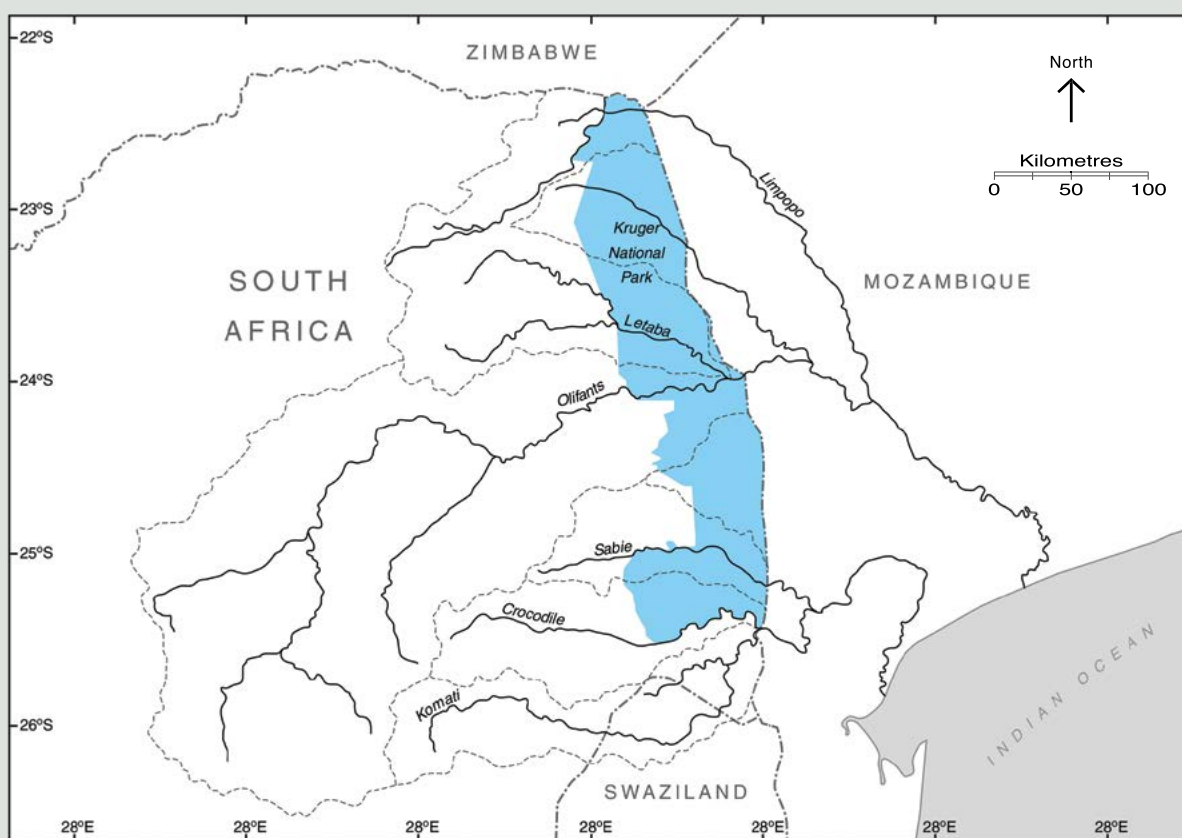 22ºS
ZIMBABWE
North
Kilometres
0 50 100
Limpopo
23ºS
Kruger
National
Park
SOUTH
AFRICA
MOZAMBIQUE
Letaba
24ºS
Olifants
25ºS
Sabie
Crocodile
Komati
26ºS
INDIAN OCEAN
SWAZILAND
28ºE 28ºE 28ºE 28ºE 28ºE 28ºE 28ºE